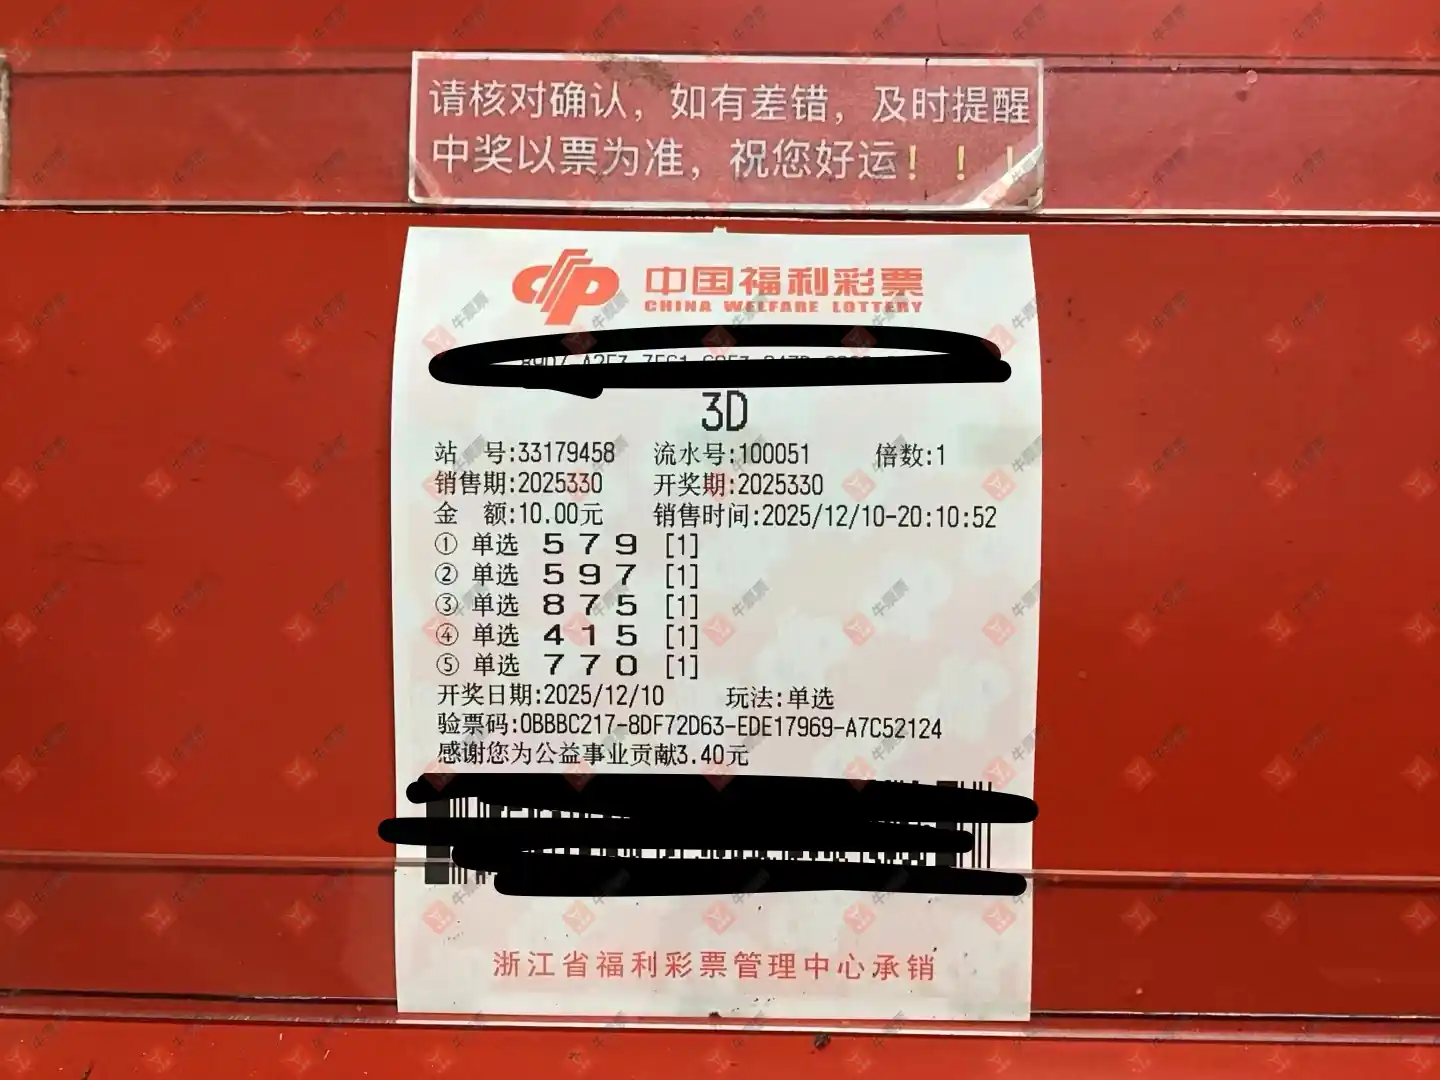 请核对确认，如有差错，及时提醒
中奖以票为准，祝您好运！！！
中国福利彩票
CHINA WELFARE LOTTERY
3D
站 号:33179458 流水号:100051 倍数:1
销售期:2025330 开奖期:2025330
金 额:10.00元 销售时间:2025/12/10-20:10:52
① 单选 5 7 9 [1]
② 单选 5 9 7 [1]
③ 单选 8 7 5 [1]
④ 单选 4 1 5 [1]
⑤ 单选 7 7 0 [1]
开奖日期:2025/12/10 玩法:单选
验票码:0BBBC217-8DF72D63-EDE17969-A7C52124
感谢您为公益事业贡献3.40元
浙江省福利彩票管理中心承销